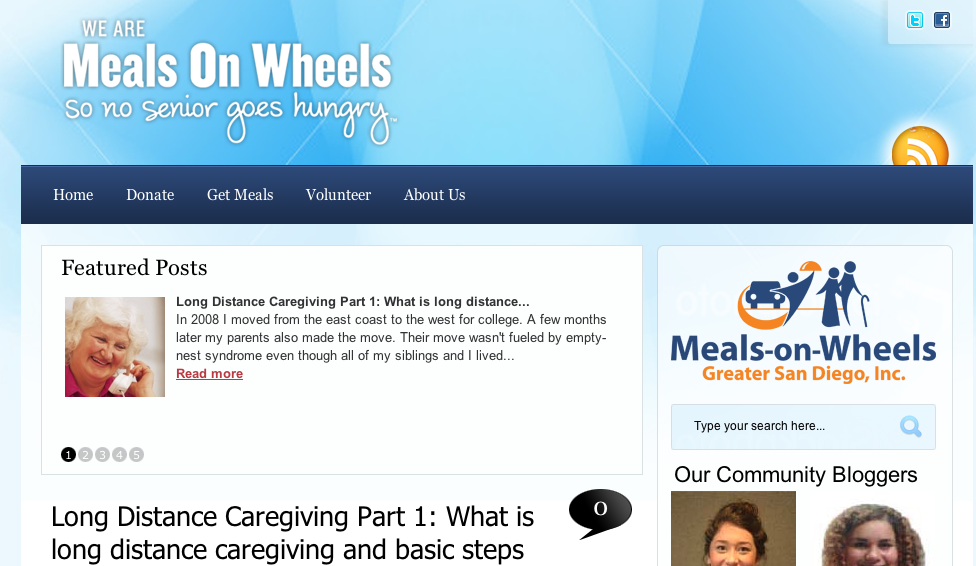 WE ARE
Meals On Wheels
So no senior goes hungry™
Home Donate Get Meals Volunteer About Us
Featured Posts
Long Distance Caregiving Part 1: What is long distance...
In 2008 I moved from the east coast to the west for college. A few months
later my parents also made the move. Their move wasn't fueled by empty-
nest syndrome even though all of my siblings and I lived...
Read more
1 2 3 4 5
0
Long Distance Caregiving Part 1: What is
long distance caregiving and basic steps
Meals-on-Wheels
Greater San Diego, Inc.
Type your search here...
Our Community Bloggers